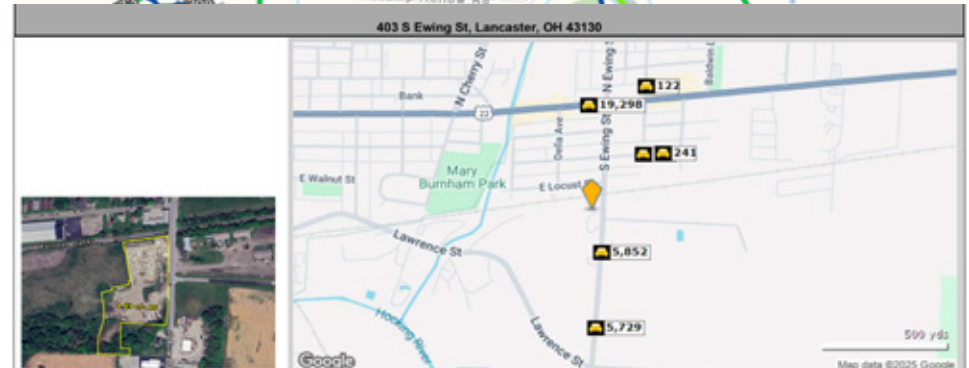 403 S Ewing St, Lancaster, OH 43130
N Cherry St
N Ewing
Baldwin
122
Bank
22
19,298
Della Ave
S Ewing St
241
E Walnut St
Mary
Burnham Park
E Locust
Lawrence St
5,852
Hocking River
Lawrence St
5,729
500 yds
Google
Map data ©2025 Google